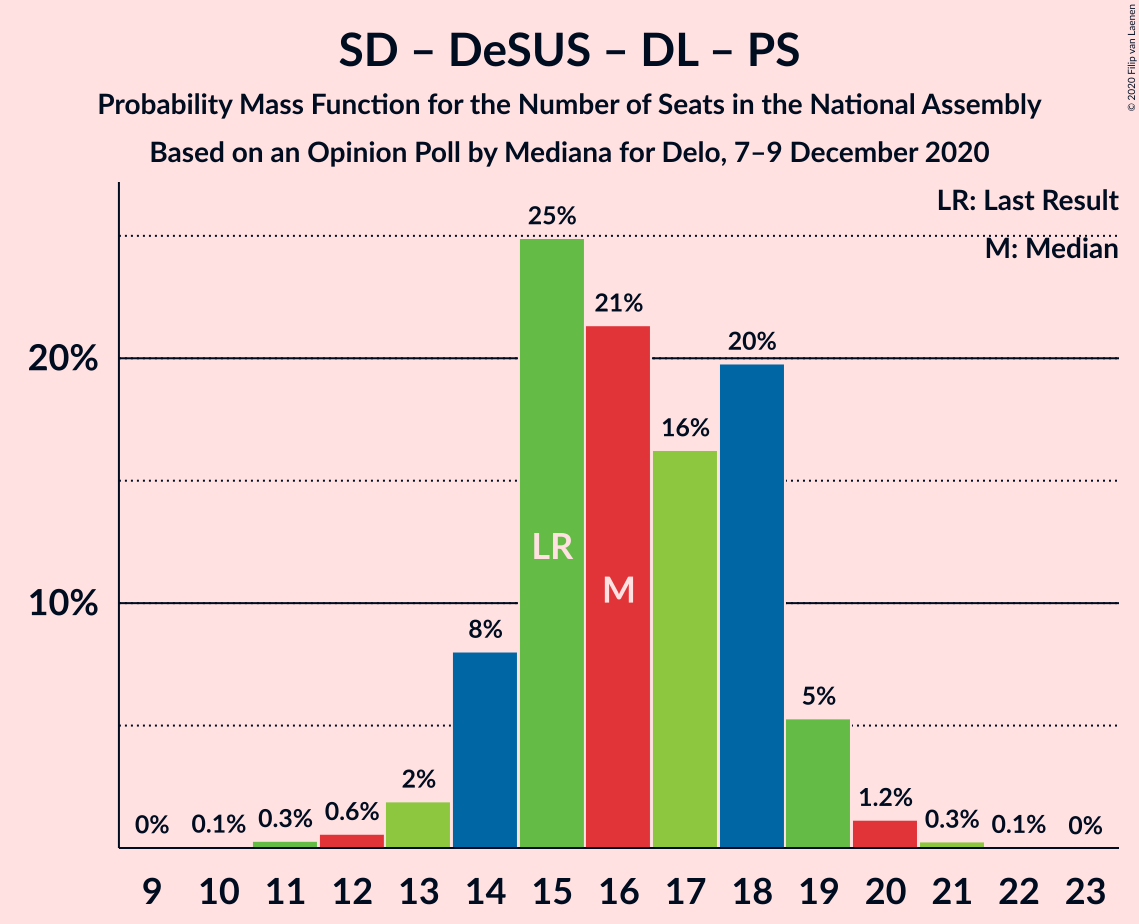 SD – DeSUS – DL – PS
Probability Mass Function for the Number of Seats in the National Assembly
Based on an Opinion Poll by Mediana for Delo, 7–9 December 2020
© 2020 Filip van Laenen
LR: Last Result
M: Median
20%
10%
0%
0.1%
0.3%
0.6%
2%
8%
25%
21%
16%
20%
5%
1.2%
0.3%
0.1%
0%
LR
M
9 10 11 12 13 14 15 16 17 18 19 20 21 22 23